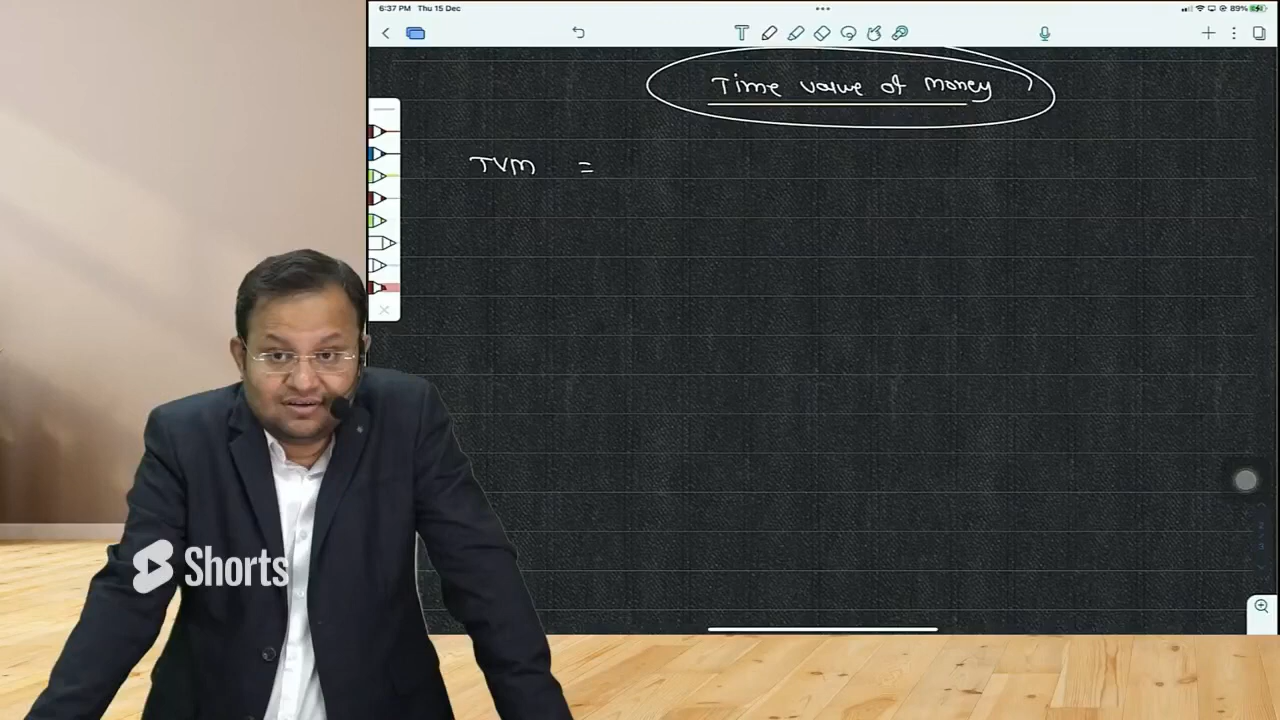 6:37 PM Thu 15 Dec
89%
T
Time value of money
TVM =
Shorts